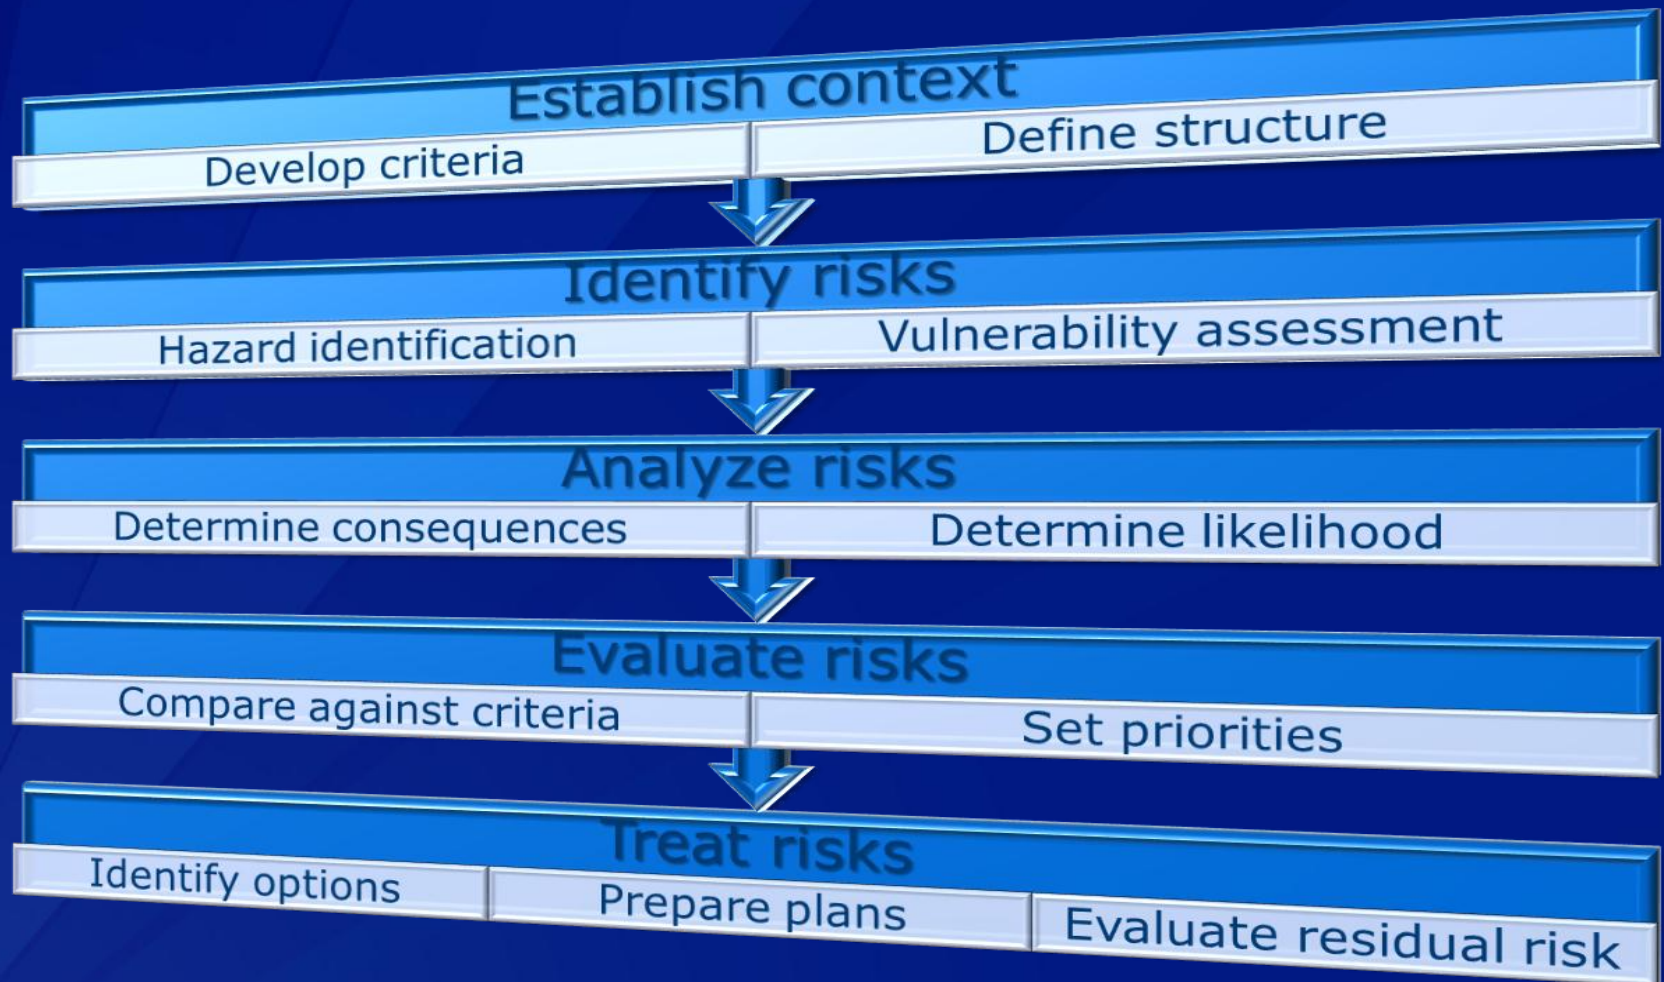 Establish context
Develop criteria
Define structure
Identify risks
Hazard identification
Vulnerability assessment
Analyze risks
Determine consequences
Determine likelihood
Evaluate risks
Compare against criteria
Set priorities
Treat risks
Identify options
Prepare plans
Evaluate residual risk